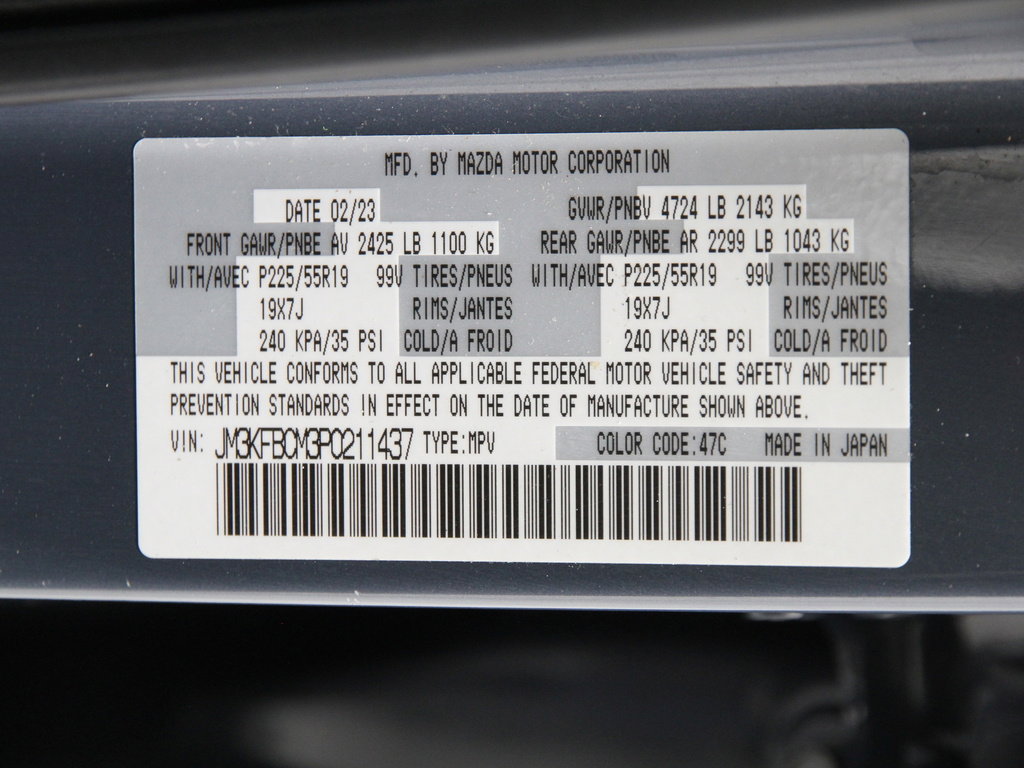 MFD. BY MAZDA MOTOR CORPORATION
DATE 02/23 GVWR/PNBV 4724 LB 2143 KG
FRONT GAWR/PNBE AV 2425 LB 1100 KG REAR GAWR/PNBE AR 2299 LB 1043 KG
WITH/AVEC P225/55R19 99V TIRES/PNEUS WITH/AVEC P225/55R19 99V TIRES/PNEUS
19X7J RIMS/JANTES 19X7J RIMS/JANTES
240 KPA/35 PSI COLD/A FROID 240 KPA/35 PSI COLD/A FROID
THIS VEHICLE CONFORMS TO ALL APPLICABLE FEDERAL MOTOR VEHICLE SAFETY AND THEFT
PREVENTION STANDARDS IN EFFECT ON THE DATE OF MANUFACTURE SHOWN ABOVE.
VIN: JM3KFBCM3P0211437 TYPE:MPV COLOR CODE:47C MADE IN JAPAN